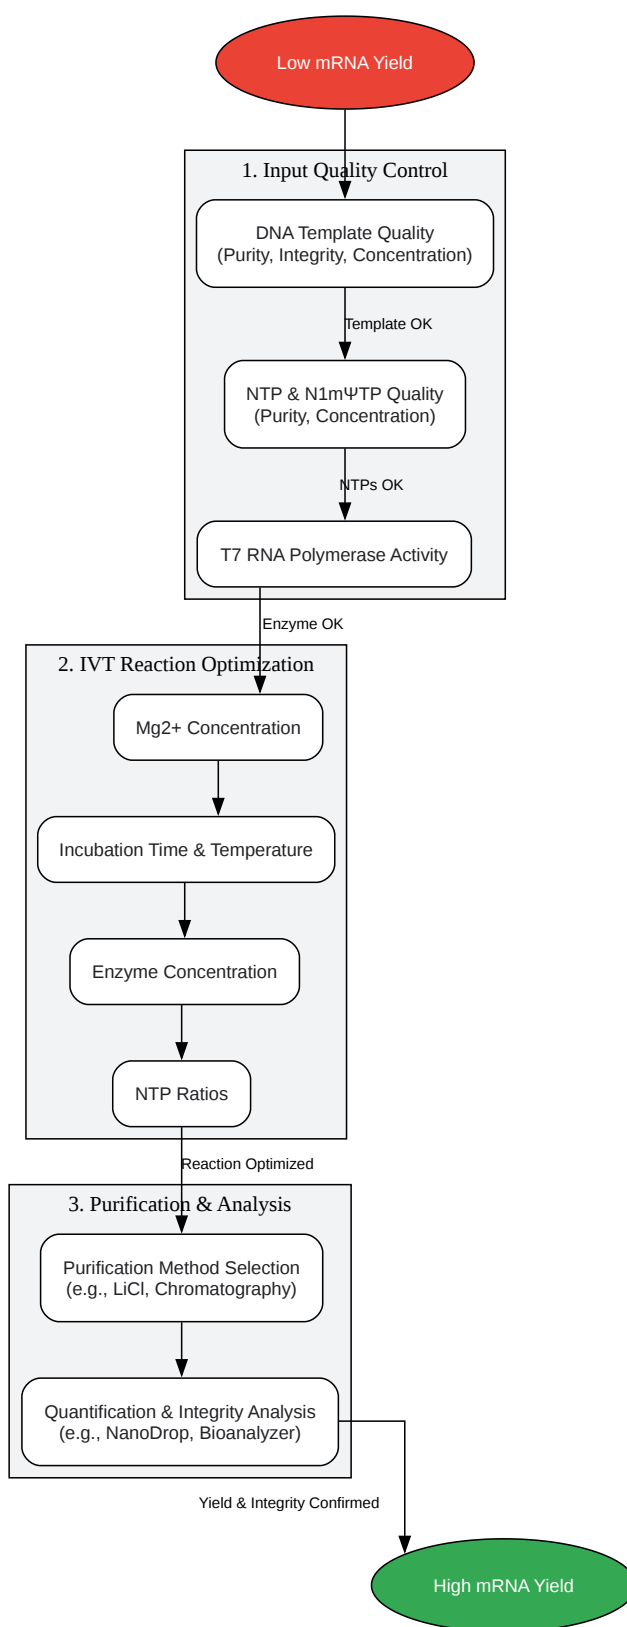 Low mRNA Yield
1. Input Quality Control
DNA Template Quality
(Purity, Integrity, Concentration)
Template OK
NTP & N1mΨTP Quality
(Purity, Concentration)
NTPs OK
T7 RNA Polymerase Activity
Enzyme OK
2. IVT Reaction Optimization
Mg2+ Concentration
Incubation Time & Temperature
Enzyme Concentration
NTP Ratios
Reaction Optimized
3. Purification & Analysis
Purification Method Selection
(e.g., LiCl, Chromatography)
Quantification & Integrity Analysis
(e.g., NanoDrop, Bioanalyzer)
Yield & Integrity Confirmed
High mRNA Yield